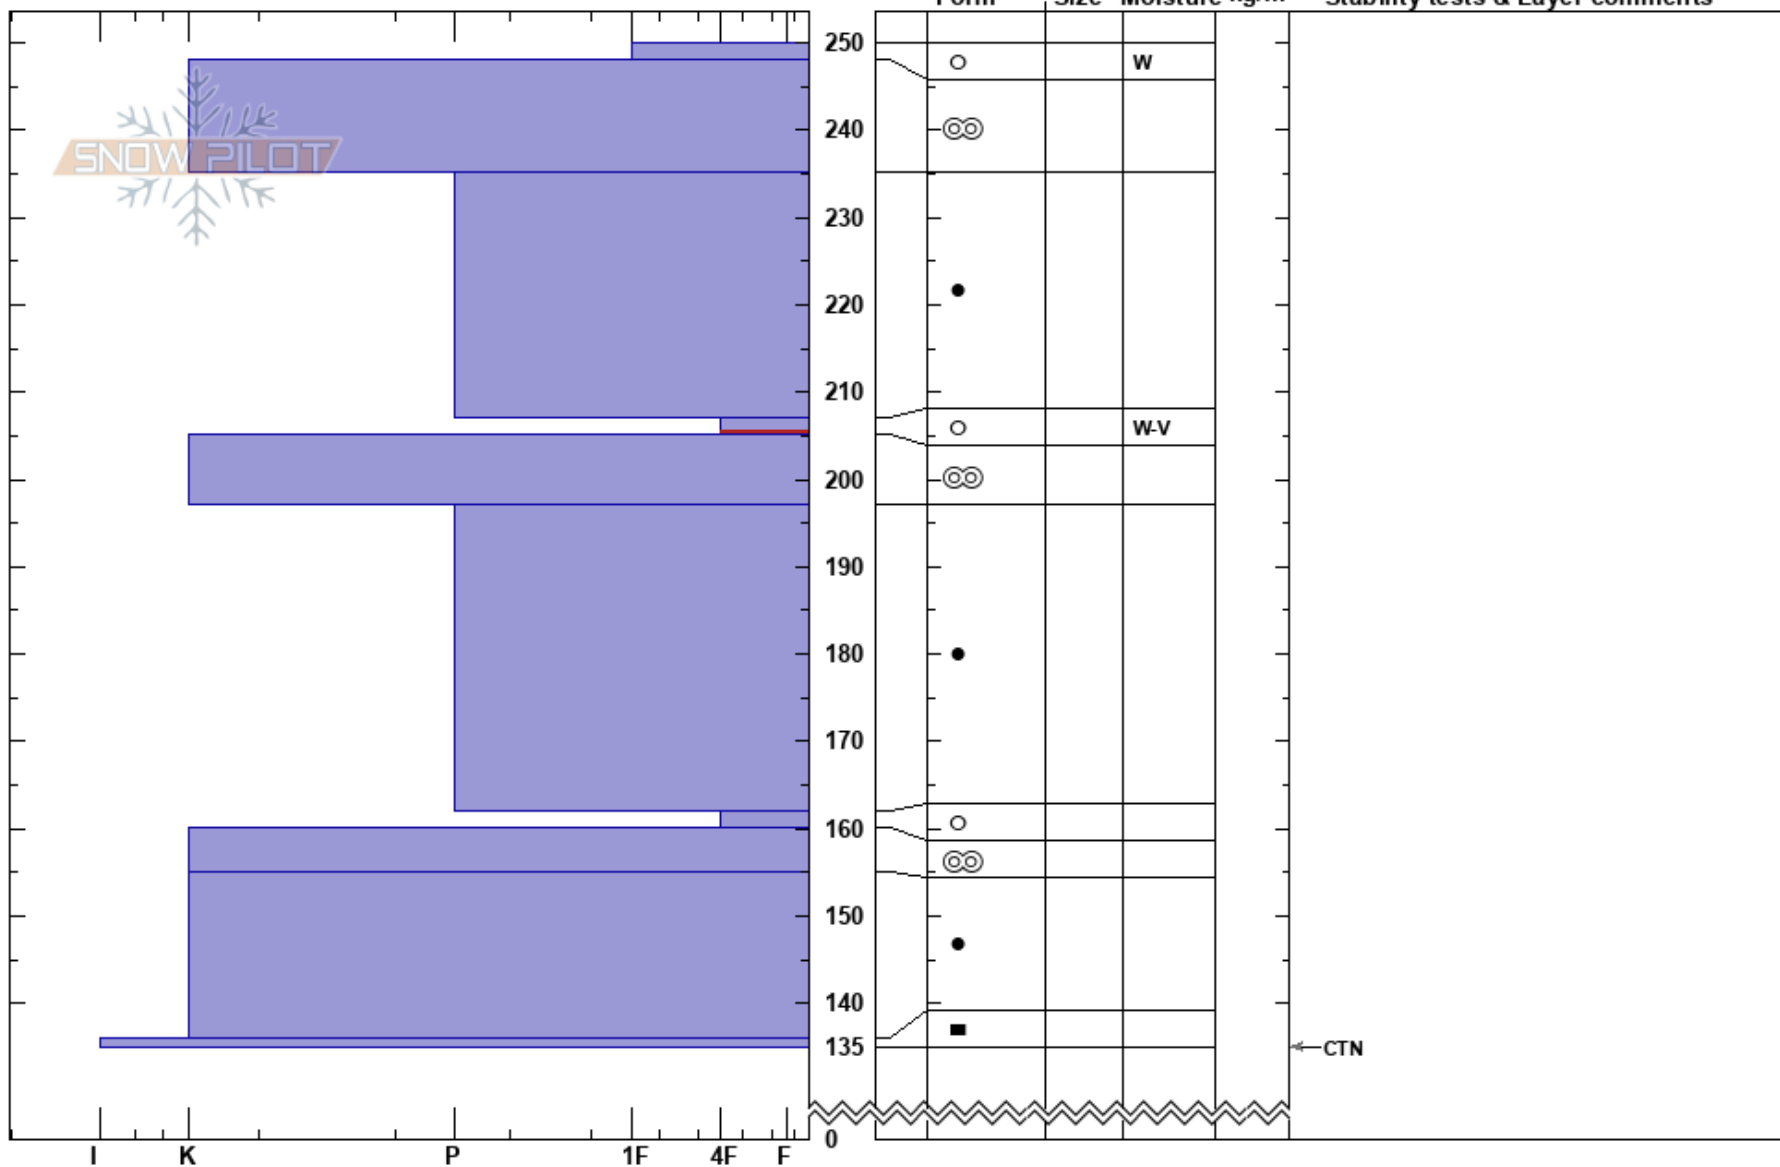 Form Size Moisture Stability tests & Layer comments
250
W
240
SNOW PILOT
230
220
210
W-V
200
190
180
170
160
150
140
135 CTN
0
I K P 1F 4F F